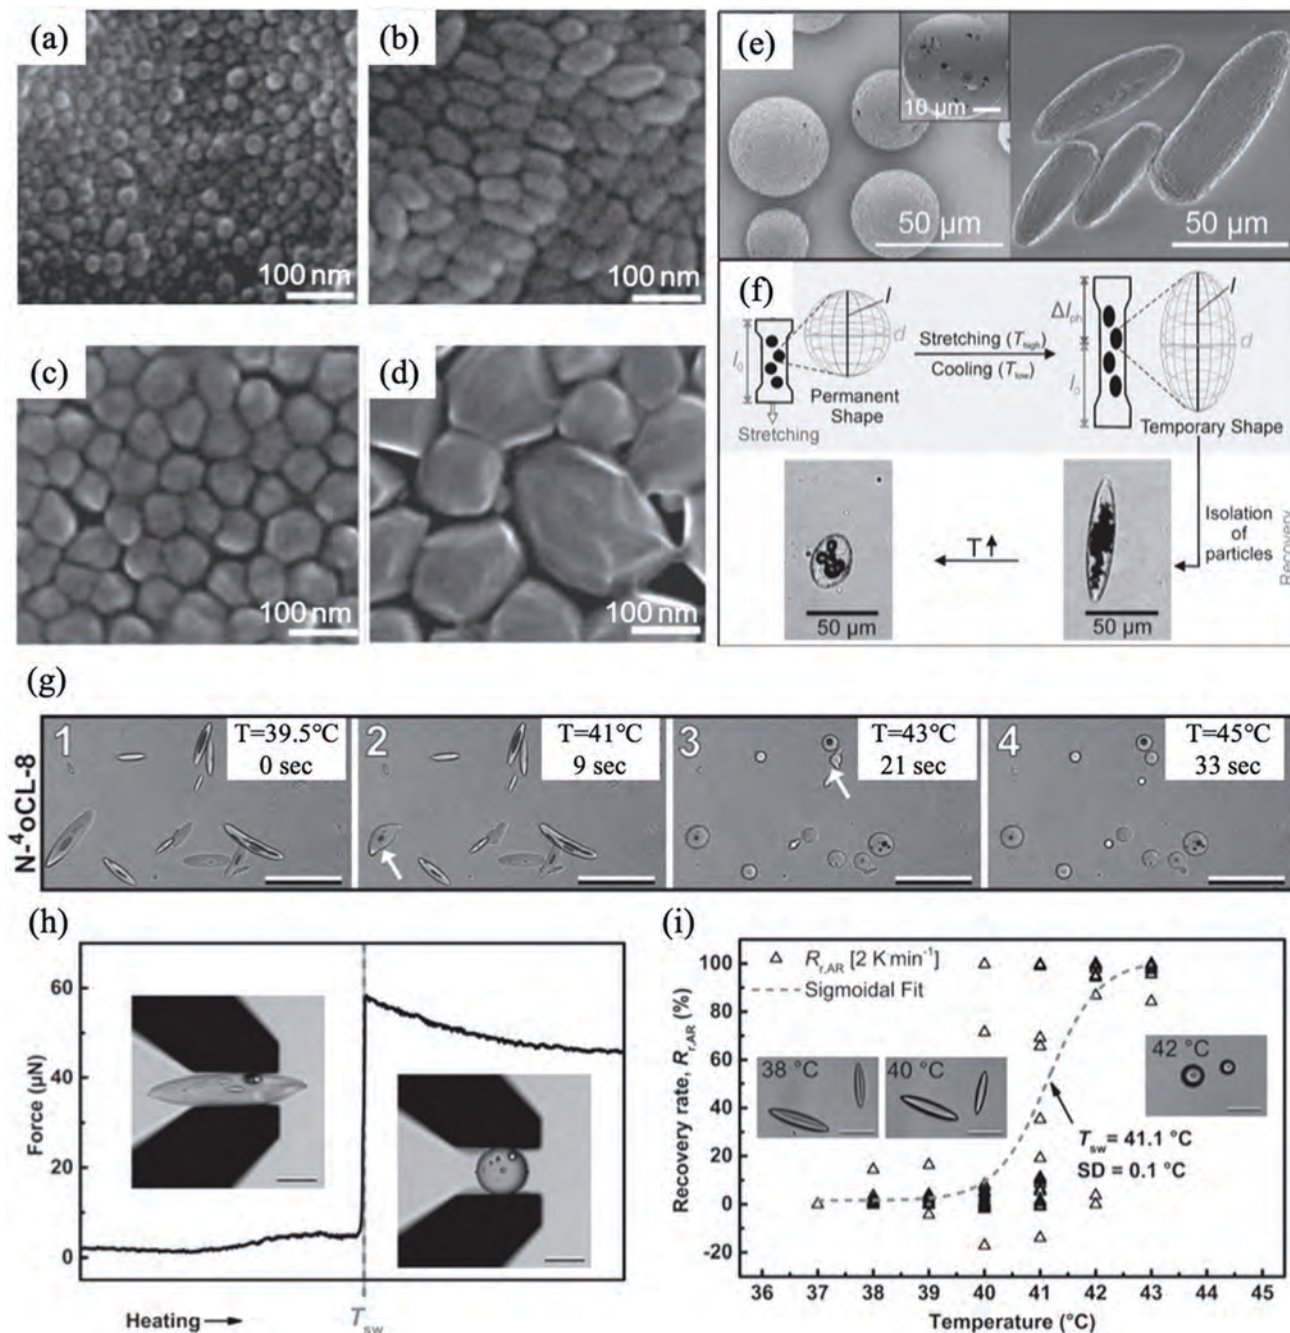 (a)
100 nm
(b)
100 nm
(c)
100 nm
(d)
100 nm
(e)
10 µm
50 µm
50 µm
(f)
l₀
Stretching
l
d
Permanent
Shape
Stretching (T_high)
Cooling (T_low)
Δl_ph
l₀
l
d
Temporary Shape
Isolation
of
particles
Recovery
T ↑
50 µm
50 µm
(g)
N-⁴oCL-8
1
T=39.5°C
0 sec
2
T=41°C
9 sec
3
T=43°C
21 sec
4
T=45°C
33 sec
(h)
Force (µN)
60
40
20
0
Heating →
T_sw
(i)
Recovery rate, R_r,AR (%)
100
80
60
40
20
0
-20
△ R_r,AR [2 K·min⁻¹]
Sigmoidal Fit
38 °C
40 °C
42 °C
T_sw = 41.1 °C
SD = 0.1 °C
36 37 38 39 40 41 42 43 44 45
Temperature (°C)